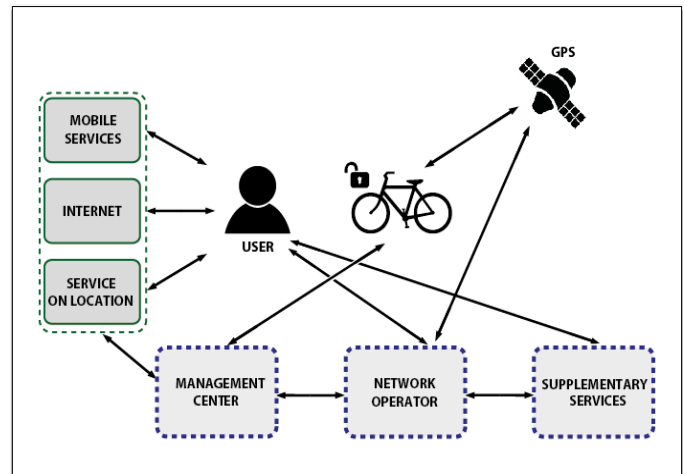 GPS
MOBILE
SERVICES
INTERNET
USER
SERVICE
ON LOCATION
MANAGEMENT
CENTER
NETWORK
OPERATOR
SUPPLEMENTARY
SERVICES